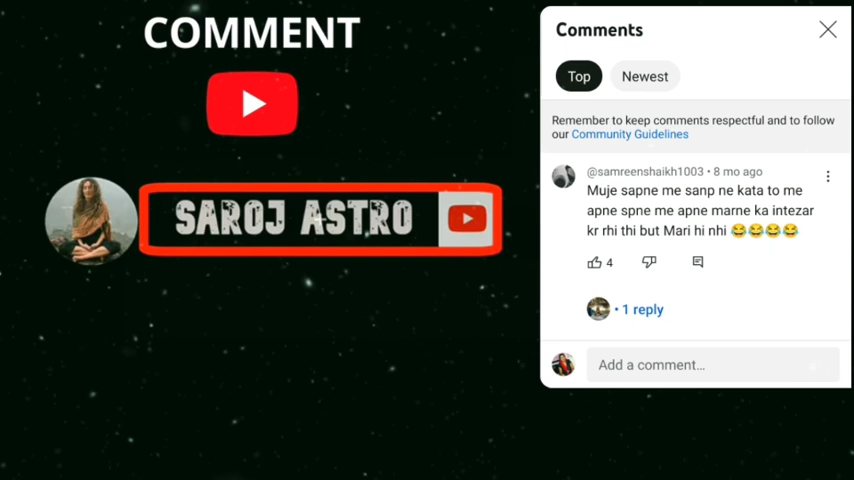 COMMENT
SAROJ ASTRO
Comments
Top
Newest
Remember to keep comments respectful and to follow
our Community Guidelines
@samreenshaikh1003 • 8 mo ago
Muje sapne me sanp ne kata to me
apne spne me apne marne ka intezar
kr rhi thi but Mari hi nhi 😂😂😂😂
4
• 1 reply
Add a comment...